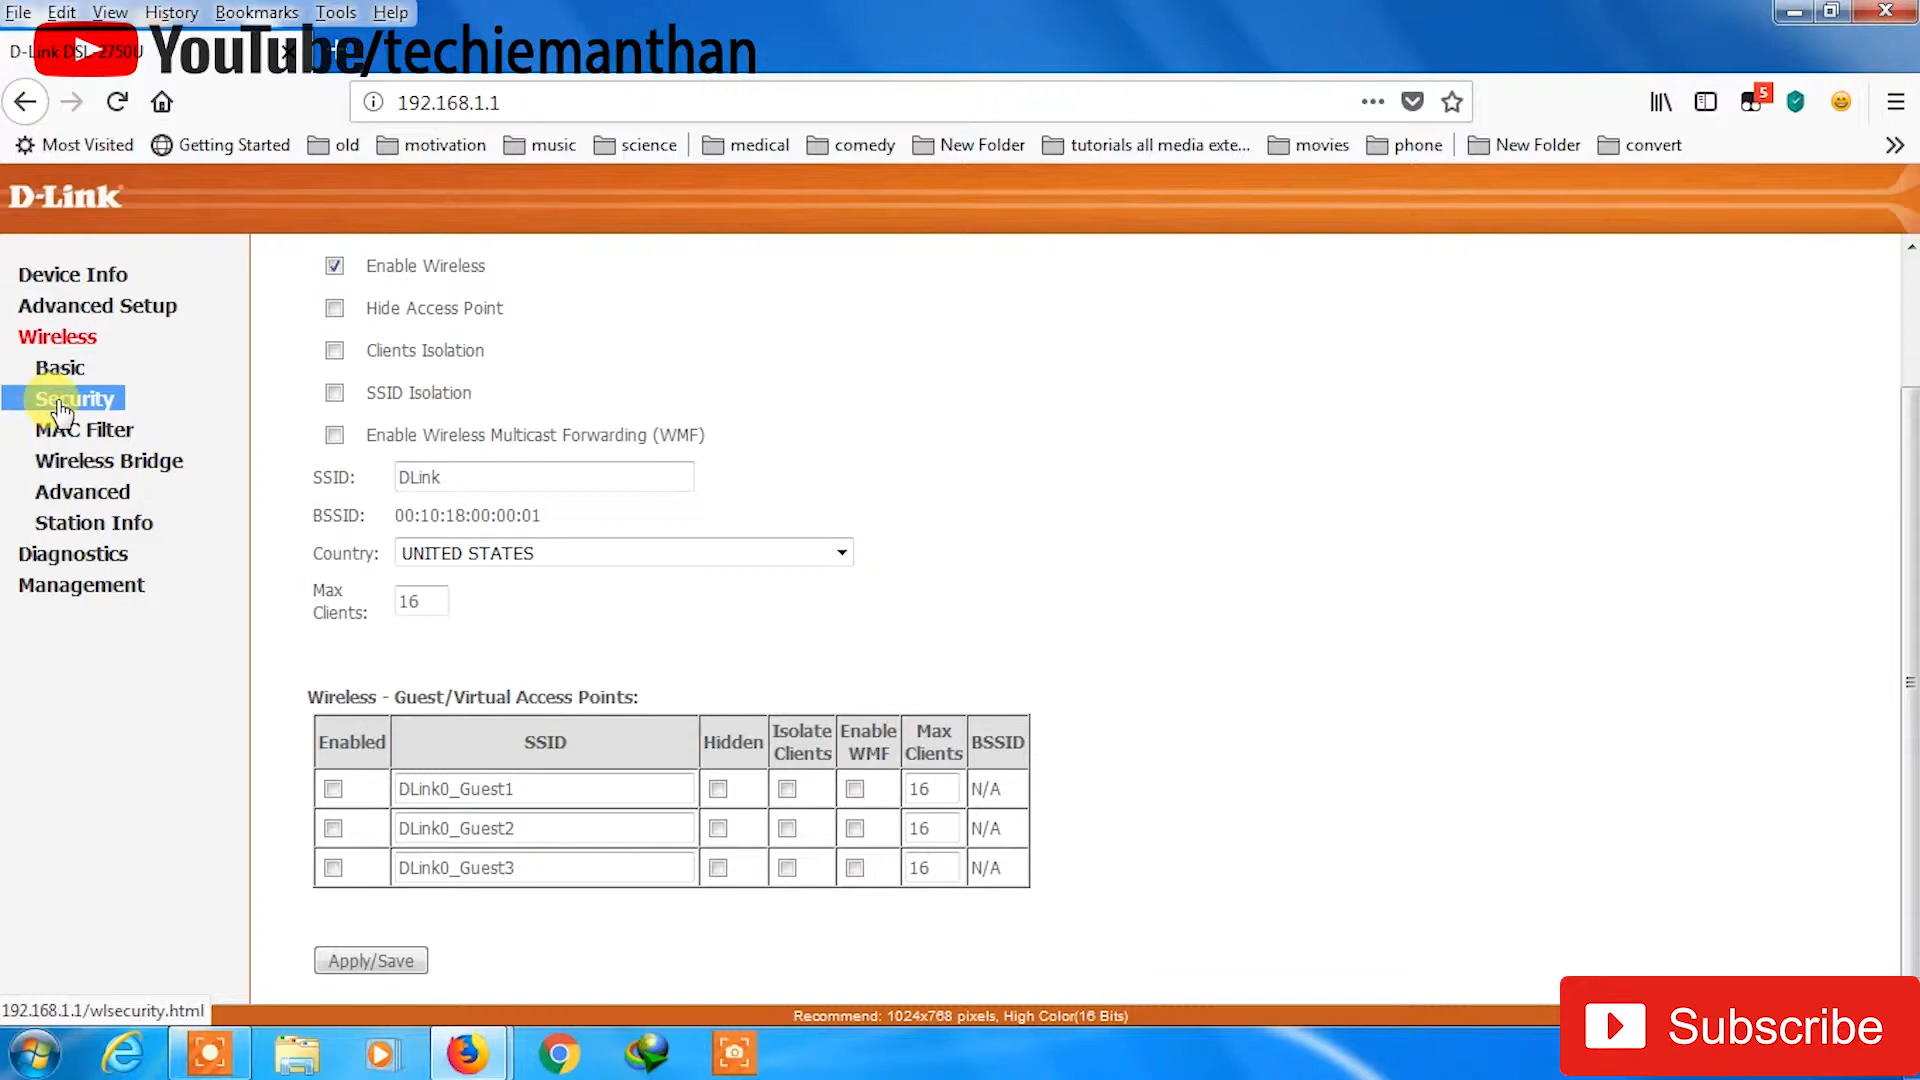 File Edit View History Bookmarks Tools Help
D-Link DSL-2750U
YouTube/techiemanthan
192.168.1.1
5
Most Visited Getting Started old motivation music science medical comedy New Folder tutorials all media exte... movies phone New Folder convert
D-Link
Device Info
Advanced Setup
Wireless
Basic
Security
MAC Filter
Wireless Bridge
Advanced
Station Info
Diagnostics
Management
Enable Wireless
Hide Access Point
Clients Isolation
SSID Isolation
Enable Wireless Multicast Forwarding (WMF)
SSID: DLink
BSSID: 00:10:18:00:00:01
Country: UNITED STATES
Max
Clients: 16
Wireless - Guest/Virtual Access Points:
Enabled SSID Hidden Isolate Clients Enable WMF Max Clients BSSID
DLink0_Guest1 16 N/A
DLink0_Guest2 16 N/A
DLink0_Guest3 16 N/A
Apply/Save
192.168.1.1/wlsecurity.html
Recommend: 1024x768 pixels, High Color(16 Bits)
Subscribe